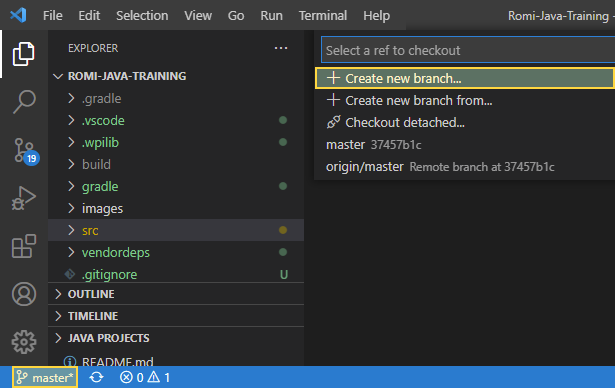 File Edit Selection View Go Run Terminal Help Romi-Java-Training -
EXPLORER ...
Select a ref to checkout
ROMI-JAVA-TRAINING
+ Create new branch...
.gradle
+ Create new branch from...
.vscode
Checkout detached...
.wpilib
master 37457b1c
build
origin/master Remote branch at 37457b1c
gradle
images
src
vendordeps
.gitignore U
OUTLINE
TIMELINE
JAVA PROJECTS
README.md
19
master* 0 1